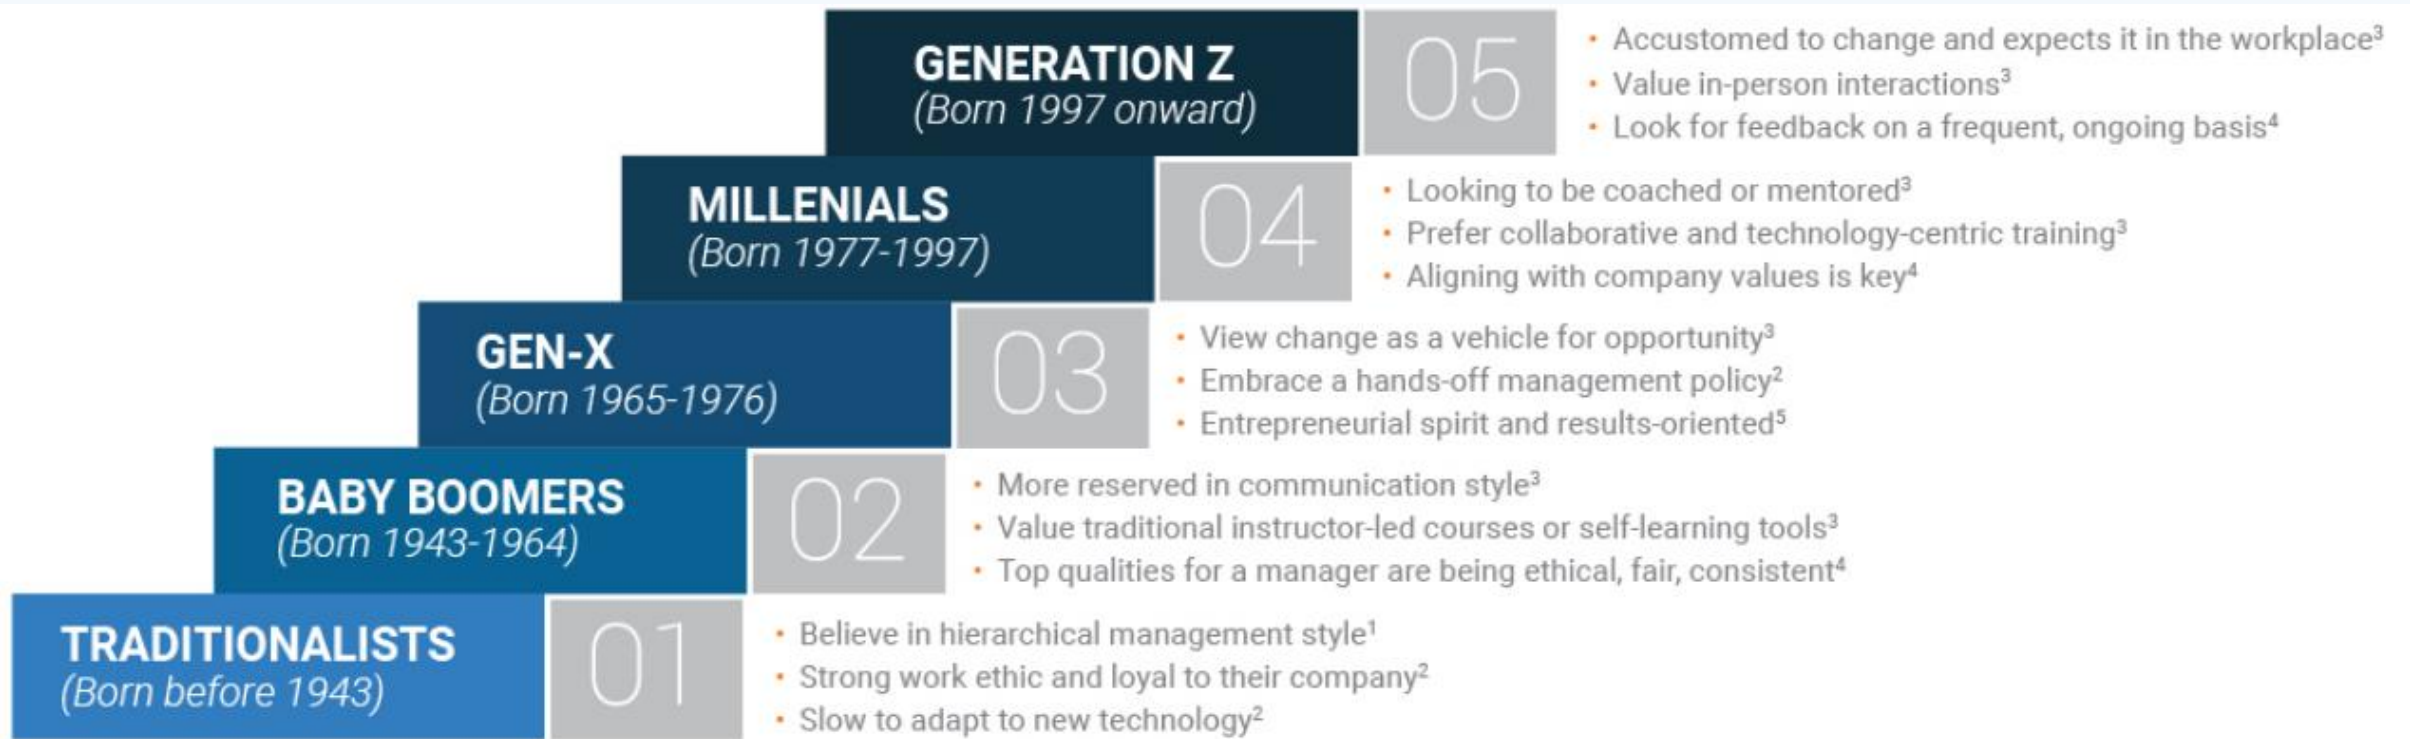 GENERATION Z
(Born 1997 onward)
05
• Accustomed to change and expects it in the workplace³
• Value in-person interactions³
• Look for feedback on a frequent, ongoing basis⁴
MILLENIALS
(Born 1977-1997)
04
• Looking to be coached or mentored³
• Prefer collaborative and technology-centric training³
• Aligning with company values is key⁴
GEN-X
(Born 1965-1976)
03
• View change as a vehicle for opportunity³
• Embrace a hands-off management policy²
• Entrepreneurial spirit and results-oriented⁵
BABY BOOMERS
(Born 1943-1964)
02
• More reserved in communication style³
• Value traditional instructor-led courses or self-learning tools³
• Top qualities for a manager are being ethical, fair, consistent⁴
TRADITIONALISTS
(Born before 1943)
01
• Believe in hierarchical management style¹
• Strong work ethic and loyal to their company²
• Slow to adapt to new technology²